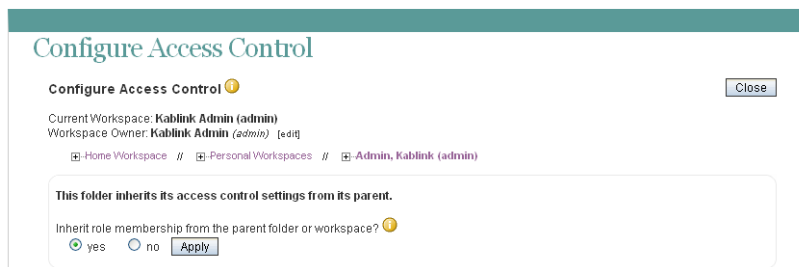 Configure Access Control
Configure Access Control
Close
Current Workspace: Kablink Admin (admin)
Workspace Owner: Kablink Admin (admin) [edit]
Home Workspace // Personal Workspaces // Admin, Kablink (admin)
This folder inherits its access control settings from its parent.
Inherit role membership from the parent folder or workspace?
yes no Apply